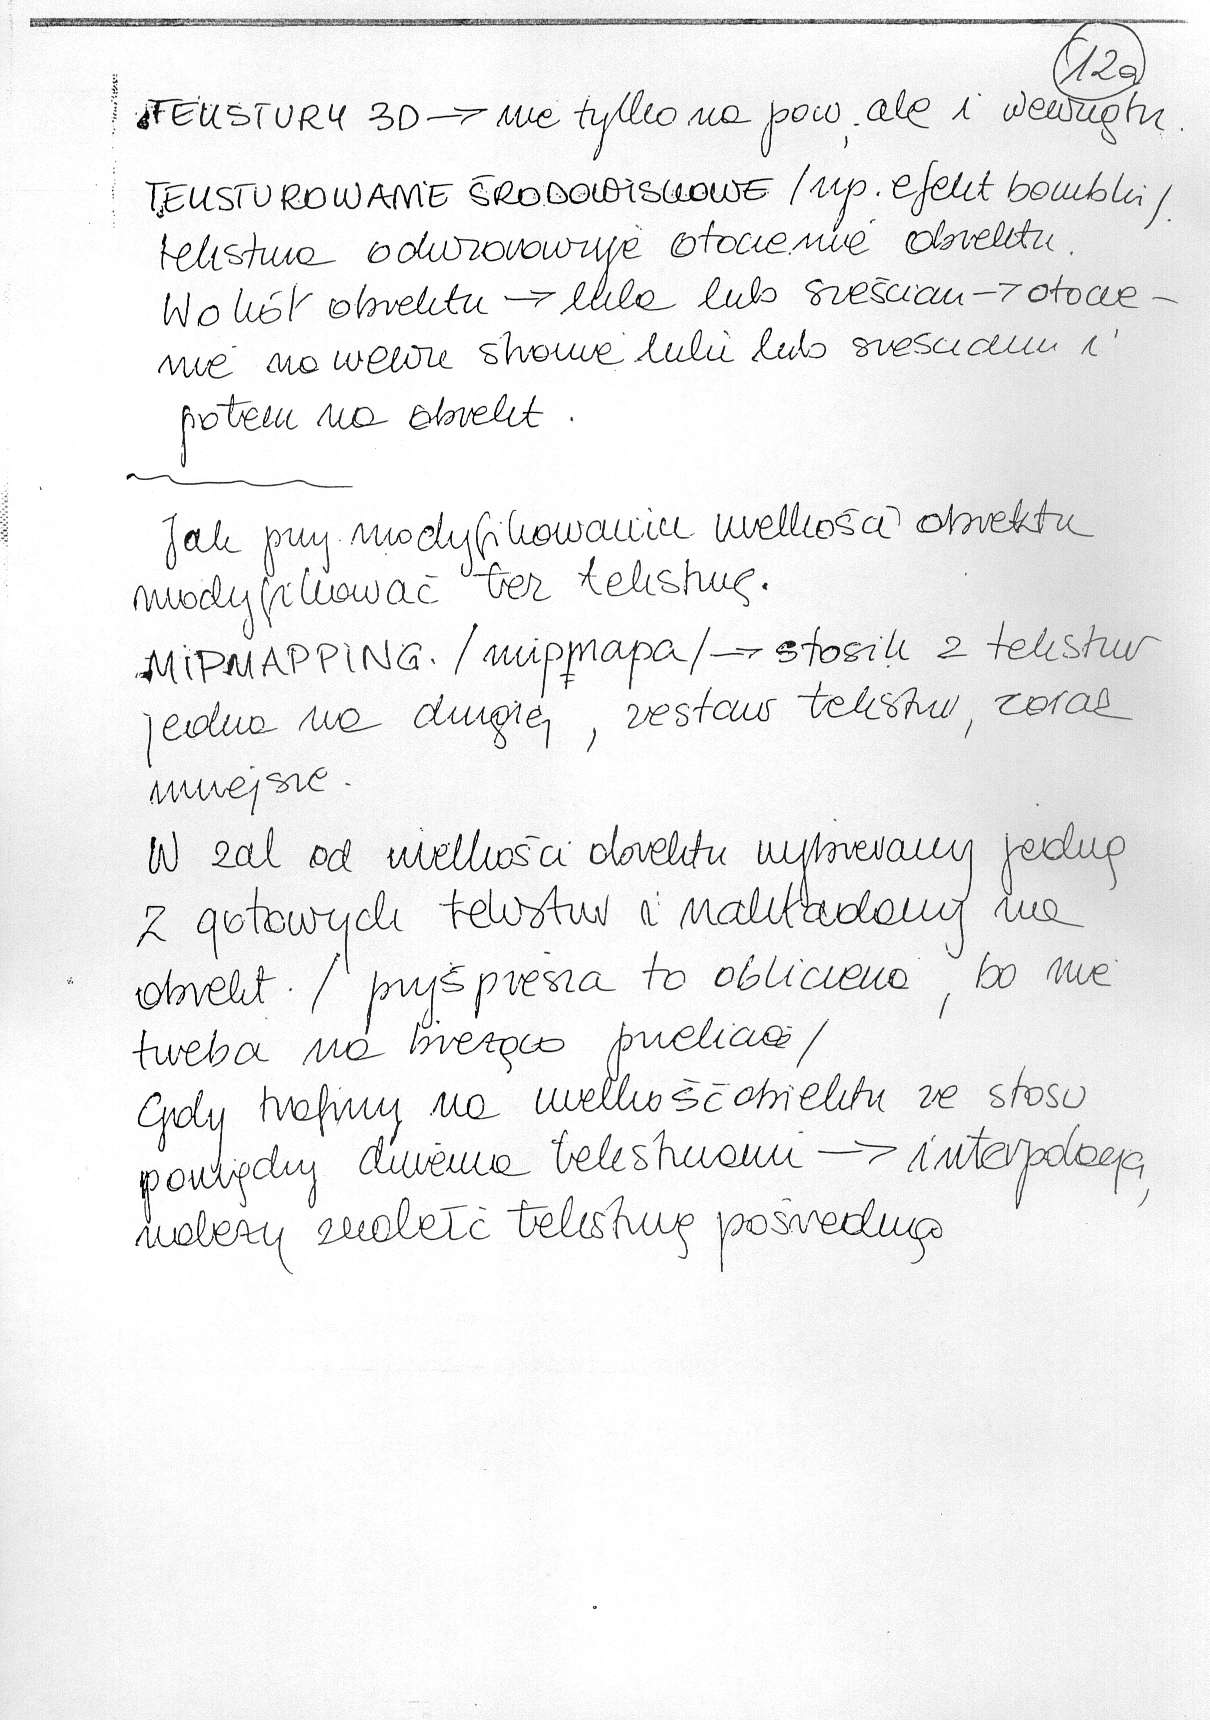 12a
TEKSTURY 3D → nie tylko na pow, ale i wewnątrz.
TEKSTUROWANIE ŚRODOWISKOWE /np. efekt bombki/.
tekstura odwzorowuje otoczenie obiektu.
Wokół obiektu → kula lub sześcian → otocze-
nie na wewn stronie kuli lub sześcianu i
potem na obiekt.
Jak przy modyfikowaniu wielkości obiektu
modyfikować też teksturę.
MIPMAPPING. /mipmapa/ → stosik z tekstur
jedna na drugiej, zestaw tekstur, coraz
mniejsze.
W zal od wielkości obiektu wybieramy jedną
z gotowych tekstur i nakładamy na
obiekt. / przyśpiesza to obliczenia, bo nie
trzeba na bieżąco przeliczać/
Gdy trafimy na wielkość obiektu ze stosu
pomiędzy dwiema teksturami → interpolacja,
należy znaleźć teksturę pośrednią